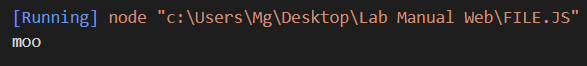 [Running] node "c:\Users\Mg\Desktop\Lab Manual Web\FILE.JS"
moo